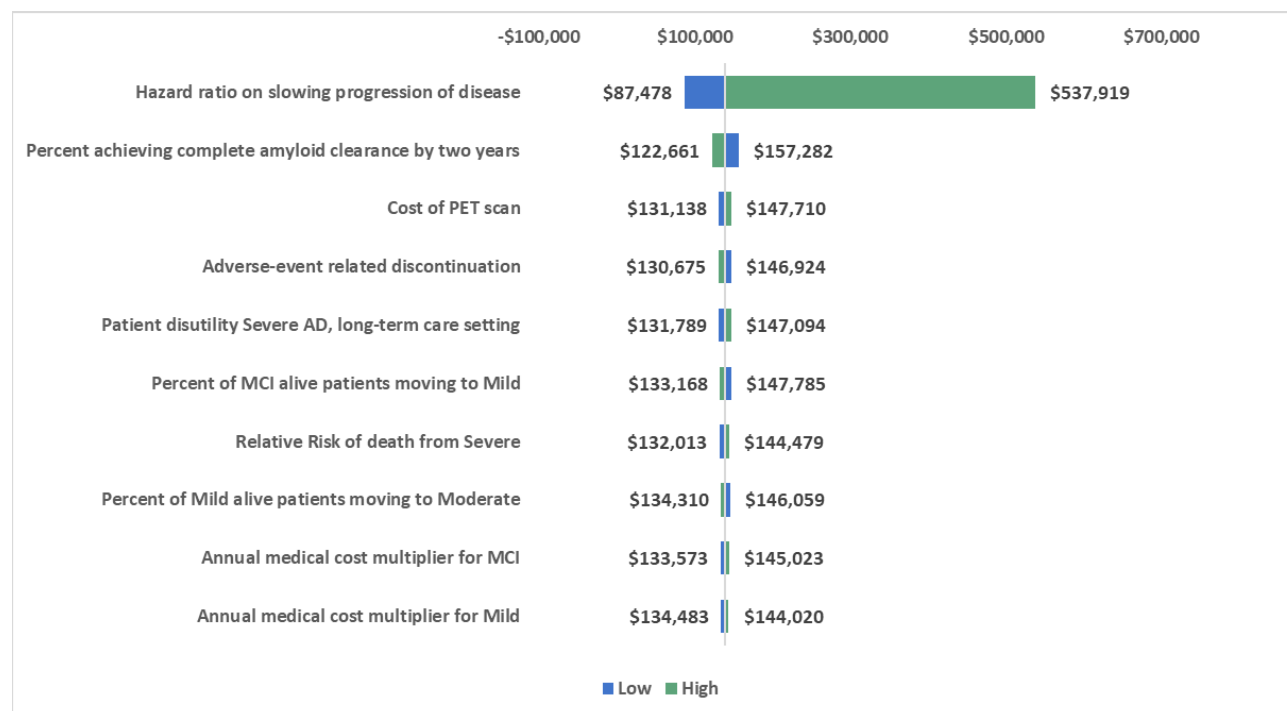 -$100,000 $100,000 $300,000 $500,000 $700,000
Hazard ratio on slowing progression of disease $87,478 $537,919
Percent achieving complete amyloid clearance by two years $122,661 $157,282
Cost of PET scan $131,138 $147,710
Adverse-event related discontinuation $130,675 $146,924
Patient disutility Severe AD, long-term care setting $131,789 $147,094
Percent of MCI alive patients moving to Mild $133,168 $147,785
Relative Risk of death from Severe $132,013 $144,479
Percent of Mild alive patients moving to Moderate $134,310 $146,059
Annual medical cost multiplier for MCI $133,573 $145,023
Annual medical cost multiplier for Mild $134,483 $144,020
Low High